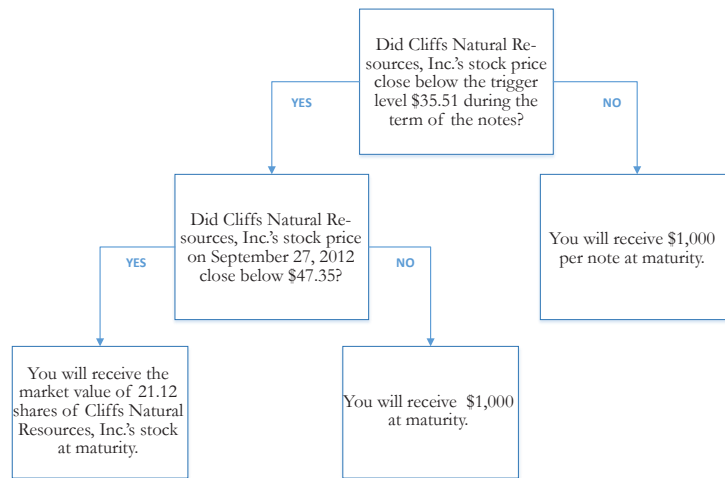 Did Cliffs Natural Re-
sources, Inc.'s stock price
close below the trigger
level $35.51 during the
term of the notes?
YES
NO
Did Cliffs Natural Re-
sources, Inc.'s stock price
on September 27, 2012
close below $47.35?
You will receive $1,000
per note at maturity.
YES
NO
You will receive the
market value of 21.12
shares of Cliffs Natural
Resources, Inc.'s stock
at maturity.
You will receive  $1,000
at maturity.